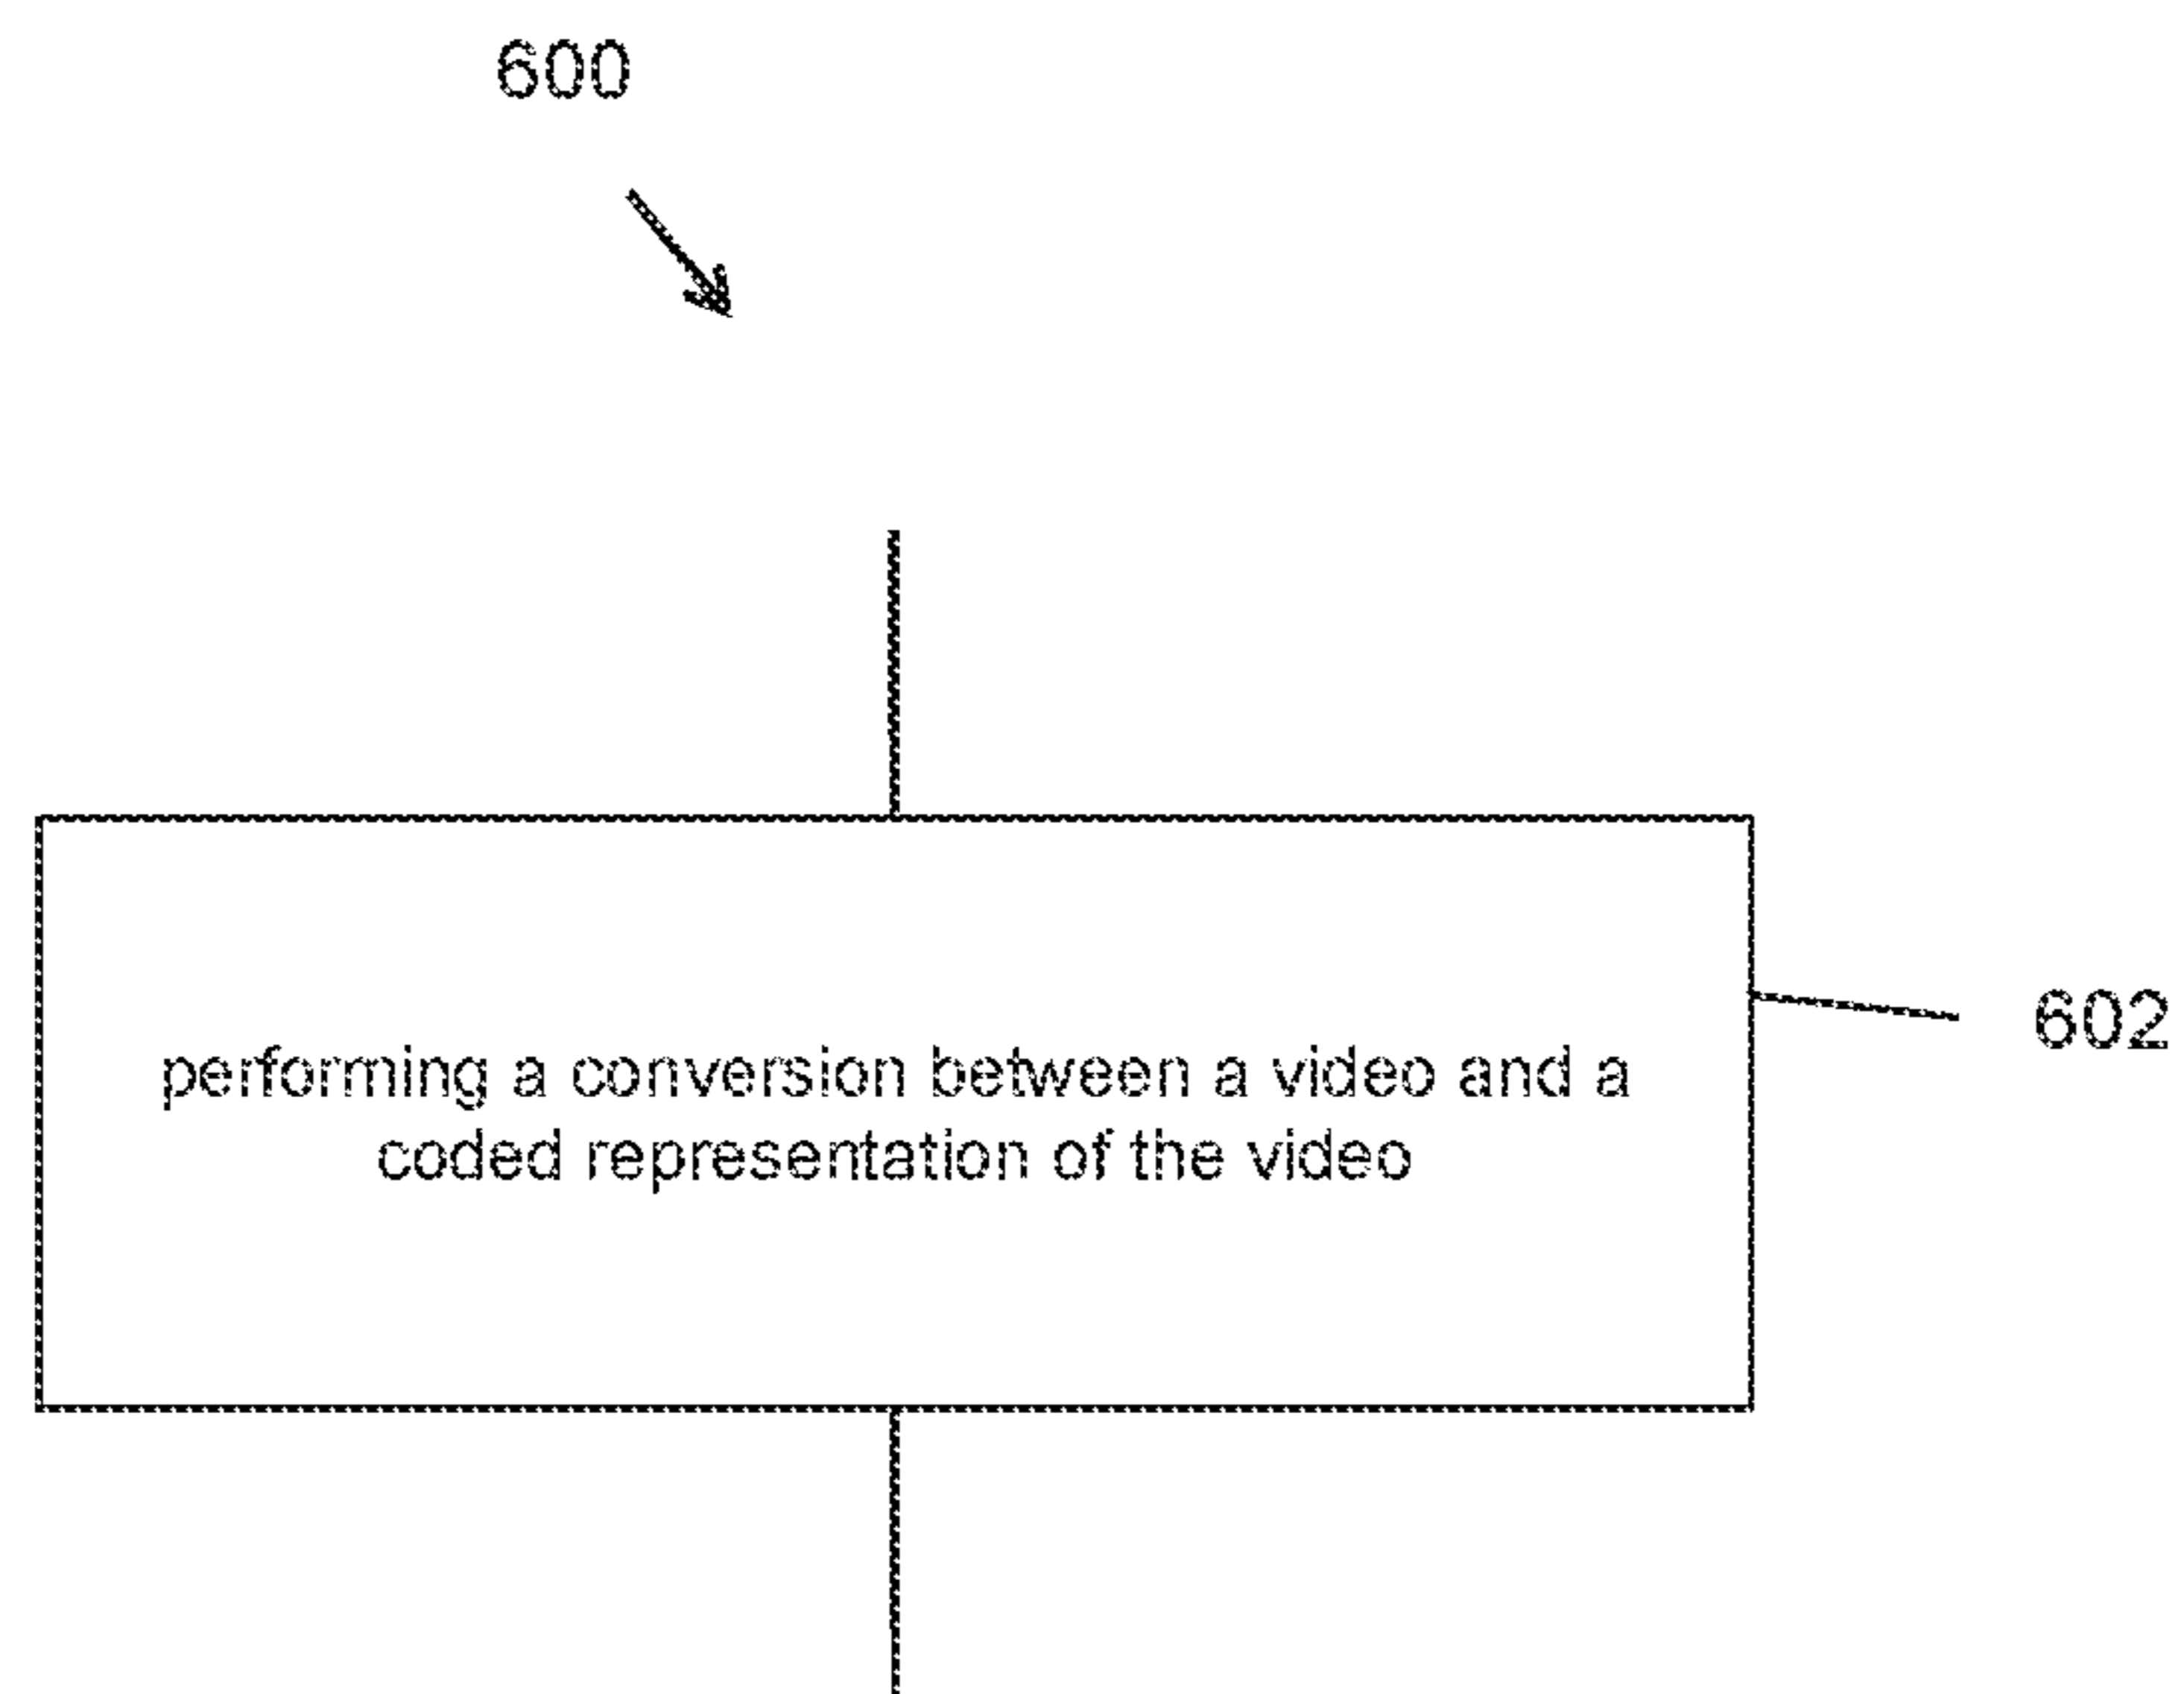 600
602
performing a conversion between a video and a
coded representation of the video